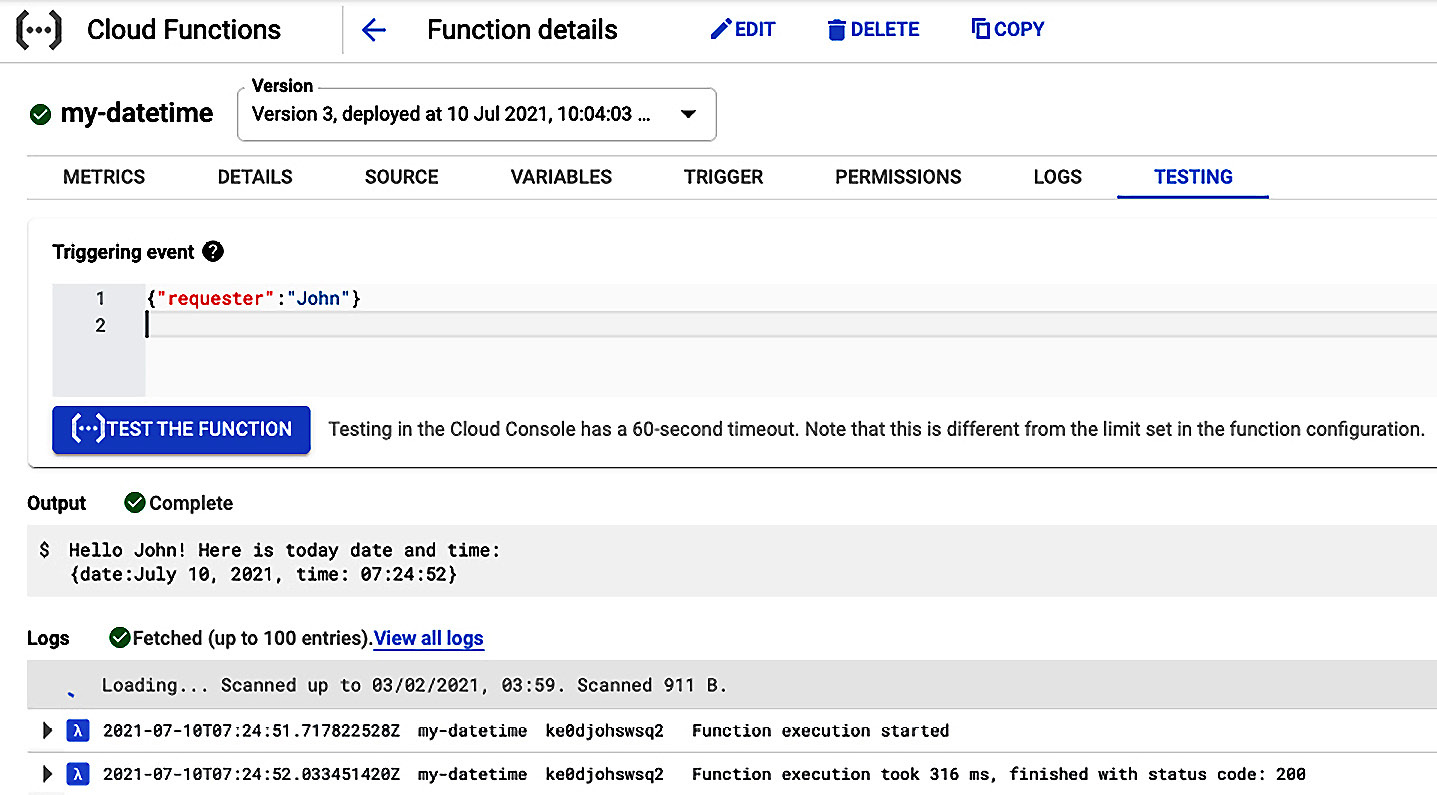 Cloud Functions Function details EDIT DELETE COPY
my-datetime
Version
Version 3, deployed at 10 Jul 2021, 10:04:03 ...
METRICS DETAILS SOURCE VARIABLES TRIGGER PERMISSIONS LOGS TESTING
Triggering event ?
1 {"requester":"John"}
2
(···) TEST THE FUNCTION Testing in the Cloud Console has a 60-second timeout. Note that this is different from the limit set in the function configuration.
Output Complete
$ Hello John! Here is today date and time:
{date:July 10, 2021, time: 07:24:52}
Logs Fetched (up to 100 entries). View all logs
Loading... Scanned up to 03/02/2021, 03:59. Scanned 911 B.
λ 2021-07-10T07:24:51.717822528Z my-datetime ke0djohswsq2 Function execution started
λ 2021-07-10T07:24:52.033451420Z my-datetime ke0djohswsq2 Function execution took 316 ms, finished with status code: 200